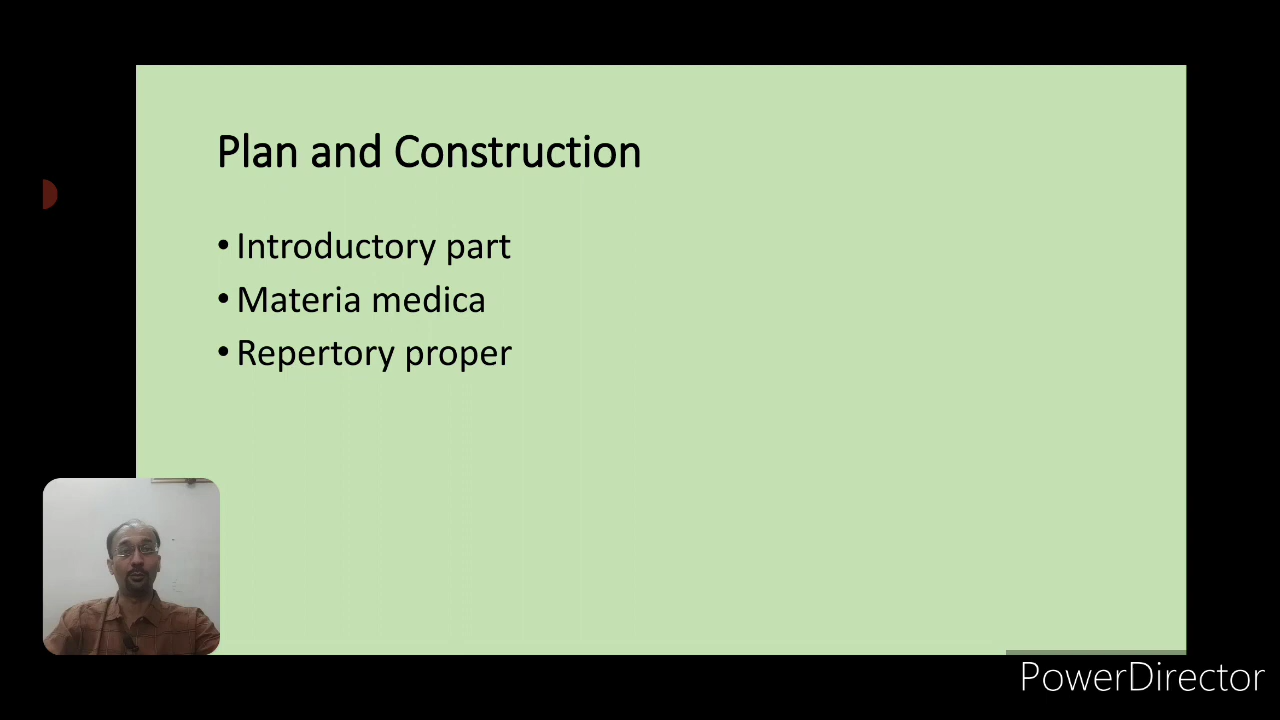 Plan and Construction
• Introductory part
• Materia medica
• Repertory proper
PowerDirector